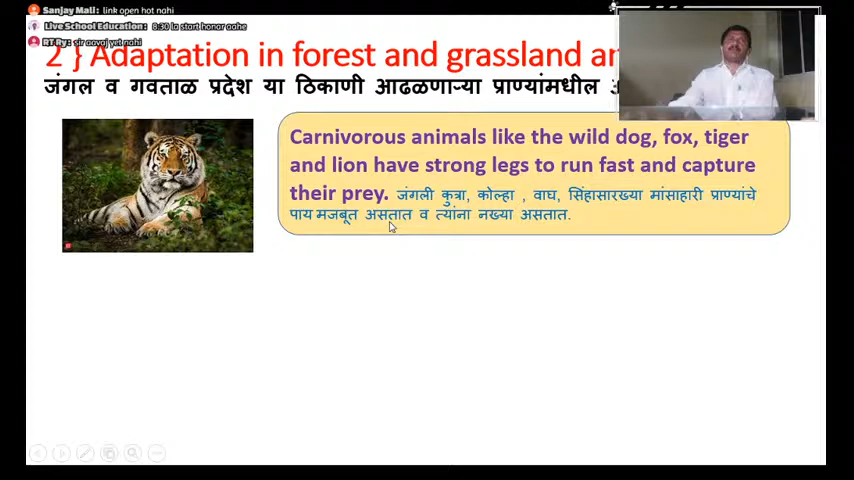 Sanjay Mali: link open hot nahi
Live School Education: 8:30 la start honar aahe
RT Ry: sir aavaj yet nahi
2 } Adaptation in forest and grassland
जंगल व गवताळ प्रदेश या ठिकाणी आढळणाऱ्या प्राण्यांमधील
Carnivorous animals like the wild dog, fox, tiger
and lion have strong legs to run fast and capture
their prey. जंगली कुत्रा, कोल्हा , वाघ, सिंहासारख्या मांसाहारी प्राण्यांचे
पाय मजबूत असतात व त्यांना नख्या असतात.